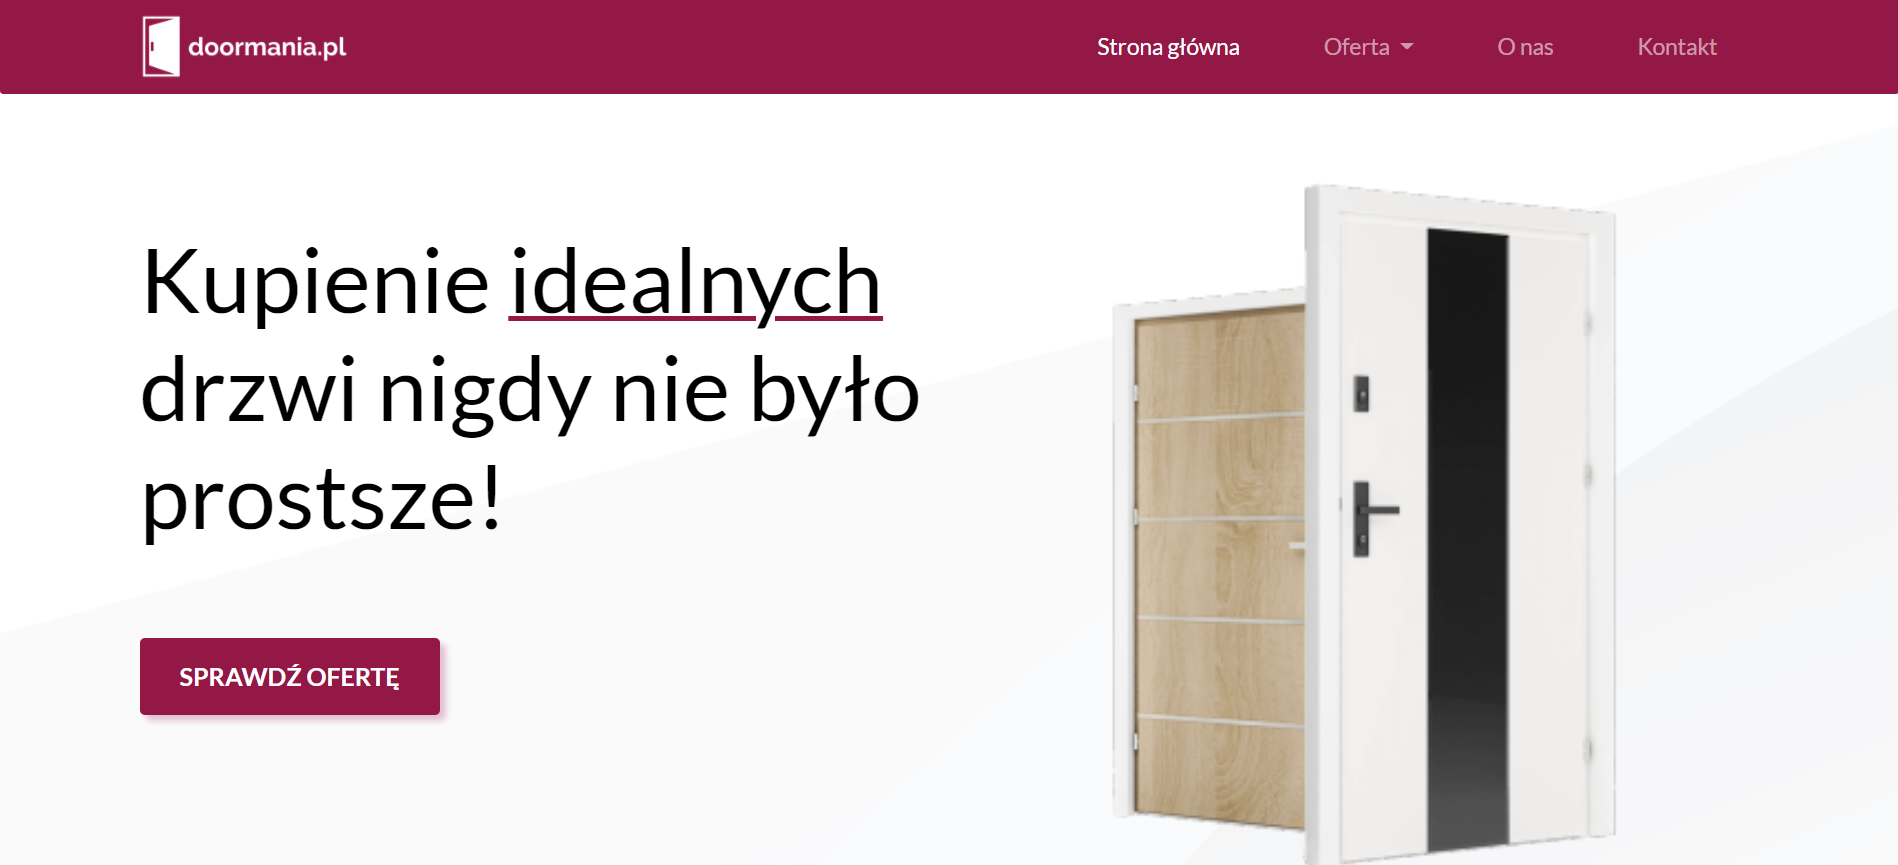 doormania.pl
Strona główna
Oferta
O nas
Kontakt
Kupienie idealnych
drzwi nigdy nie było
prostsze!
SPRAWDŹ OFERTĘ